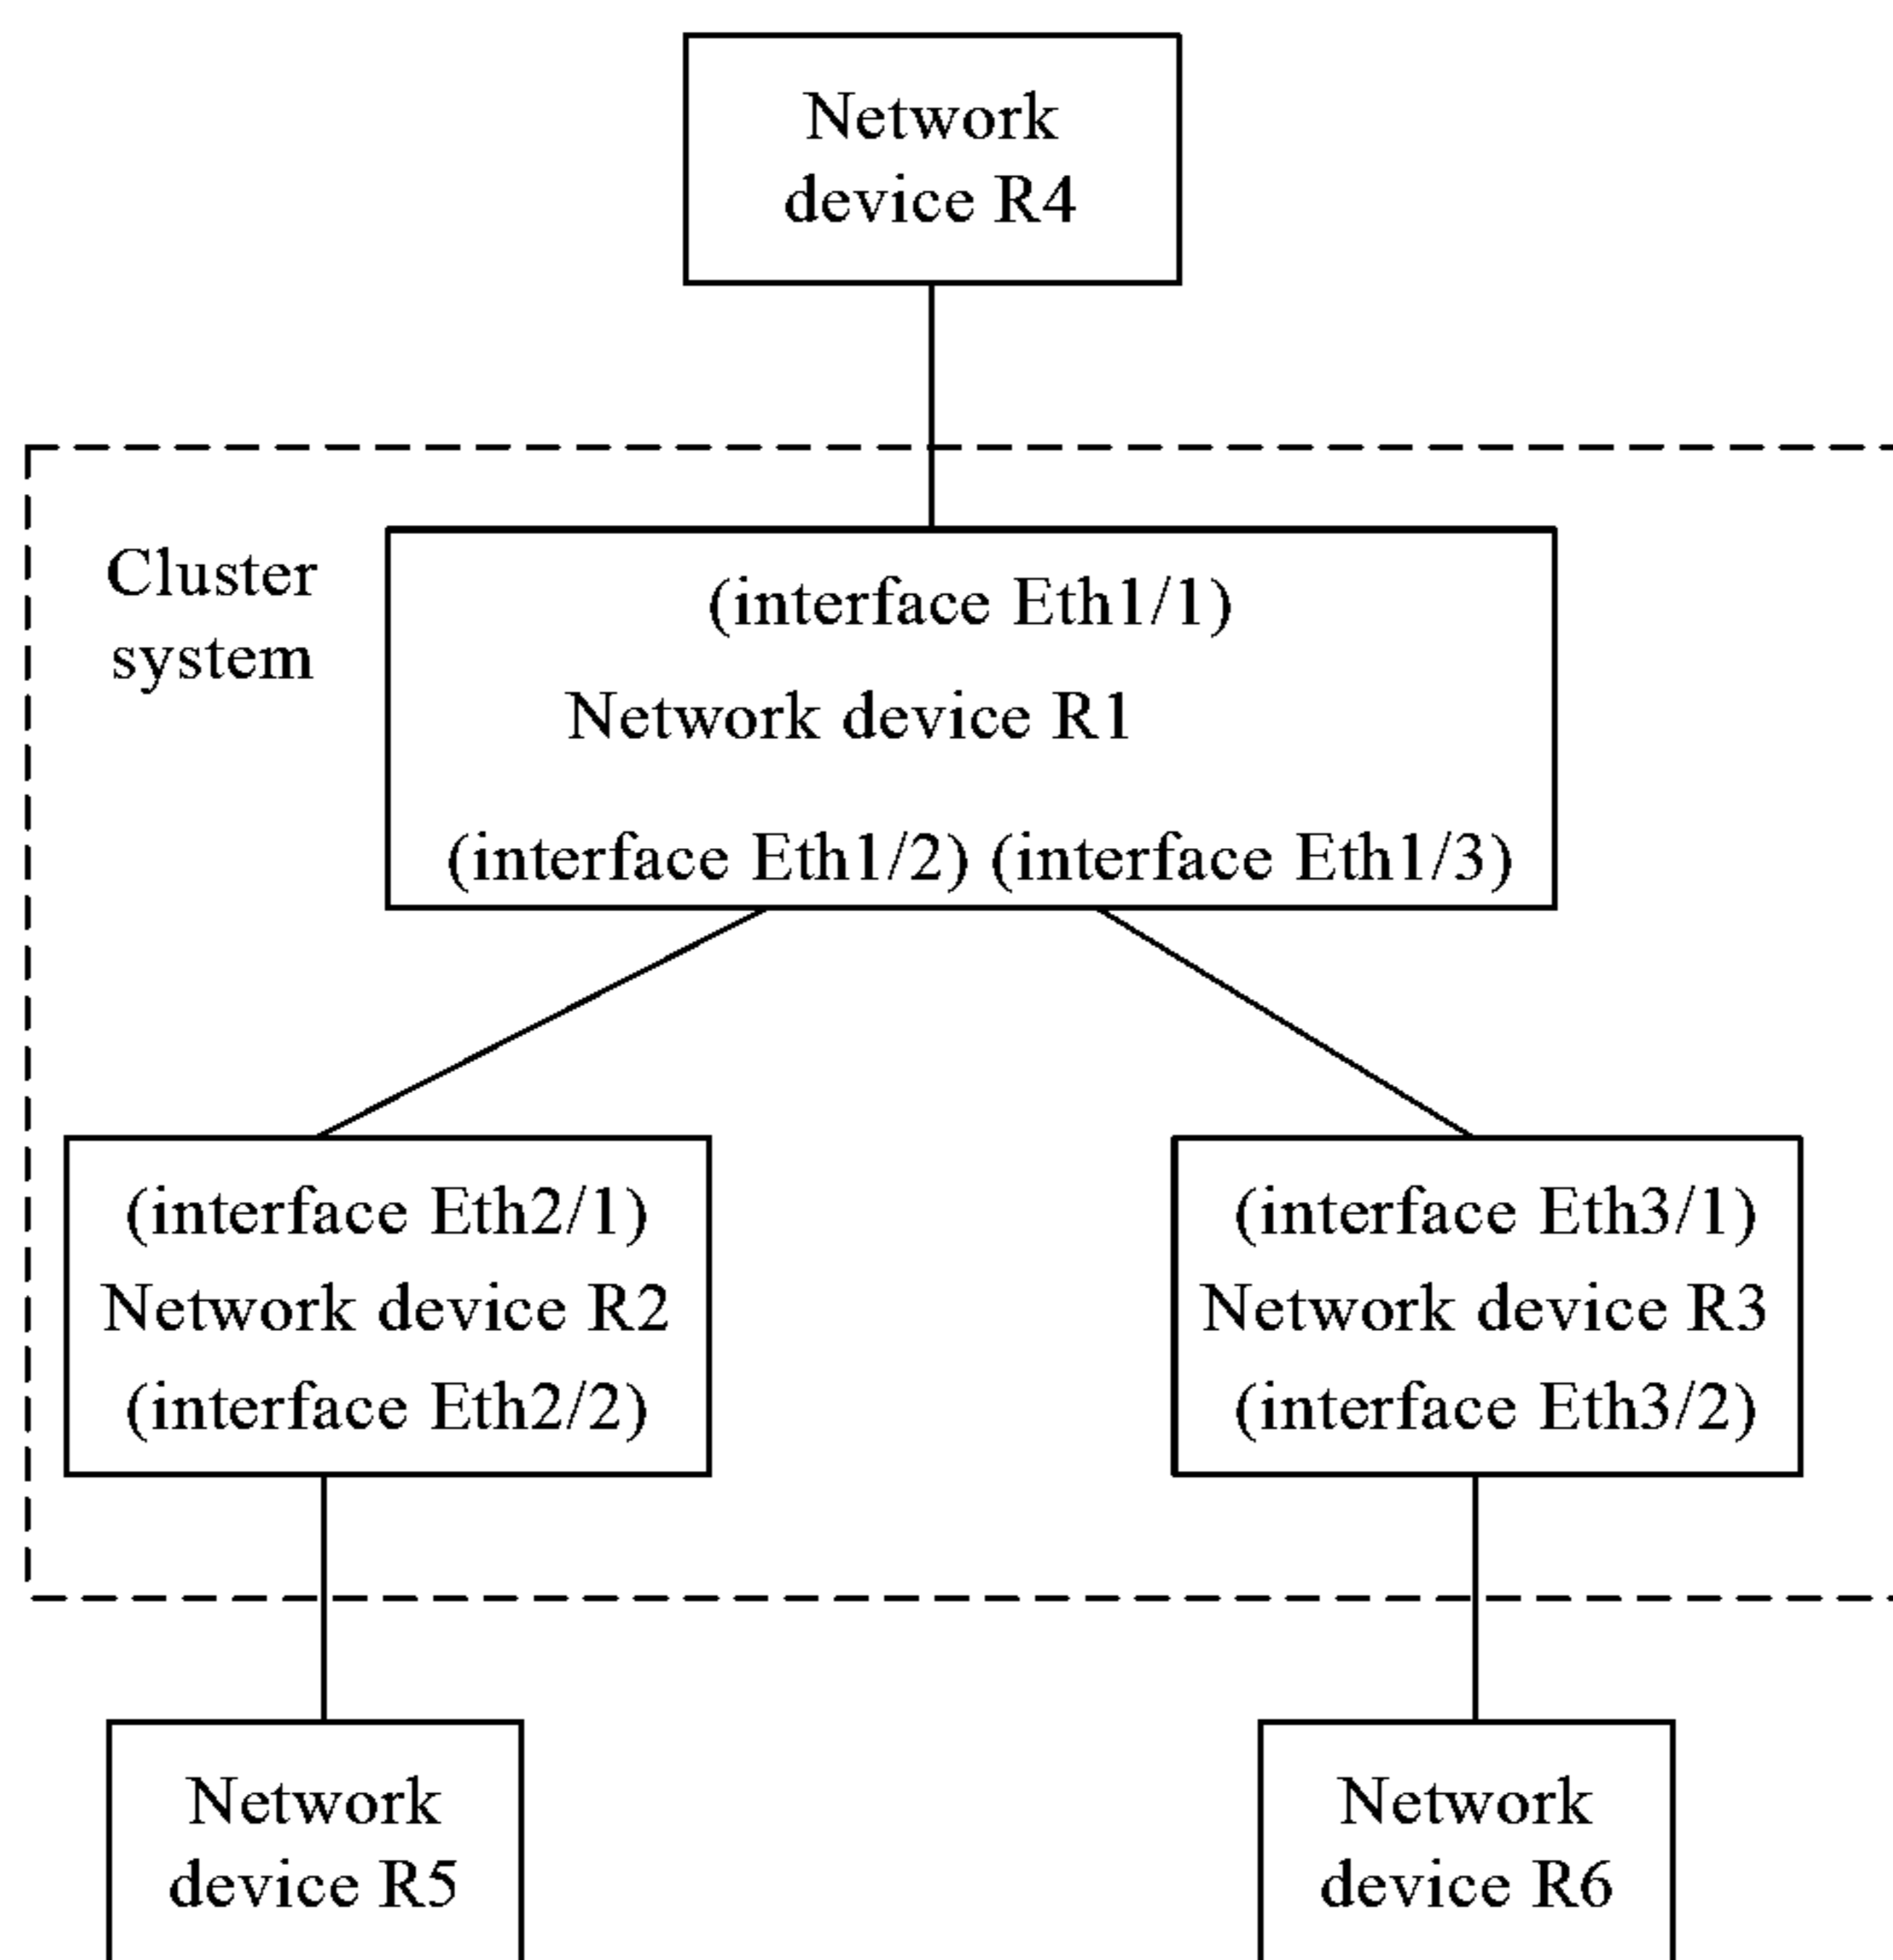 Network
device R4
Cluster
system
(interface Eth1/1)
Network device R1
(interface Eth1/2) (interface Eth1/3)
(interface Eth2/1)
Network device R2
(interface Eth2/2)
(interface Eth3/1)
Network device R3
(interface Eth3/2)
Network
device R5
Network
device R6